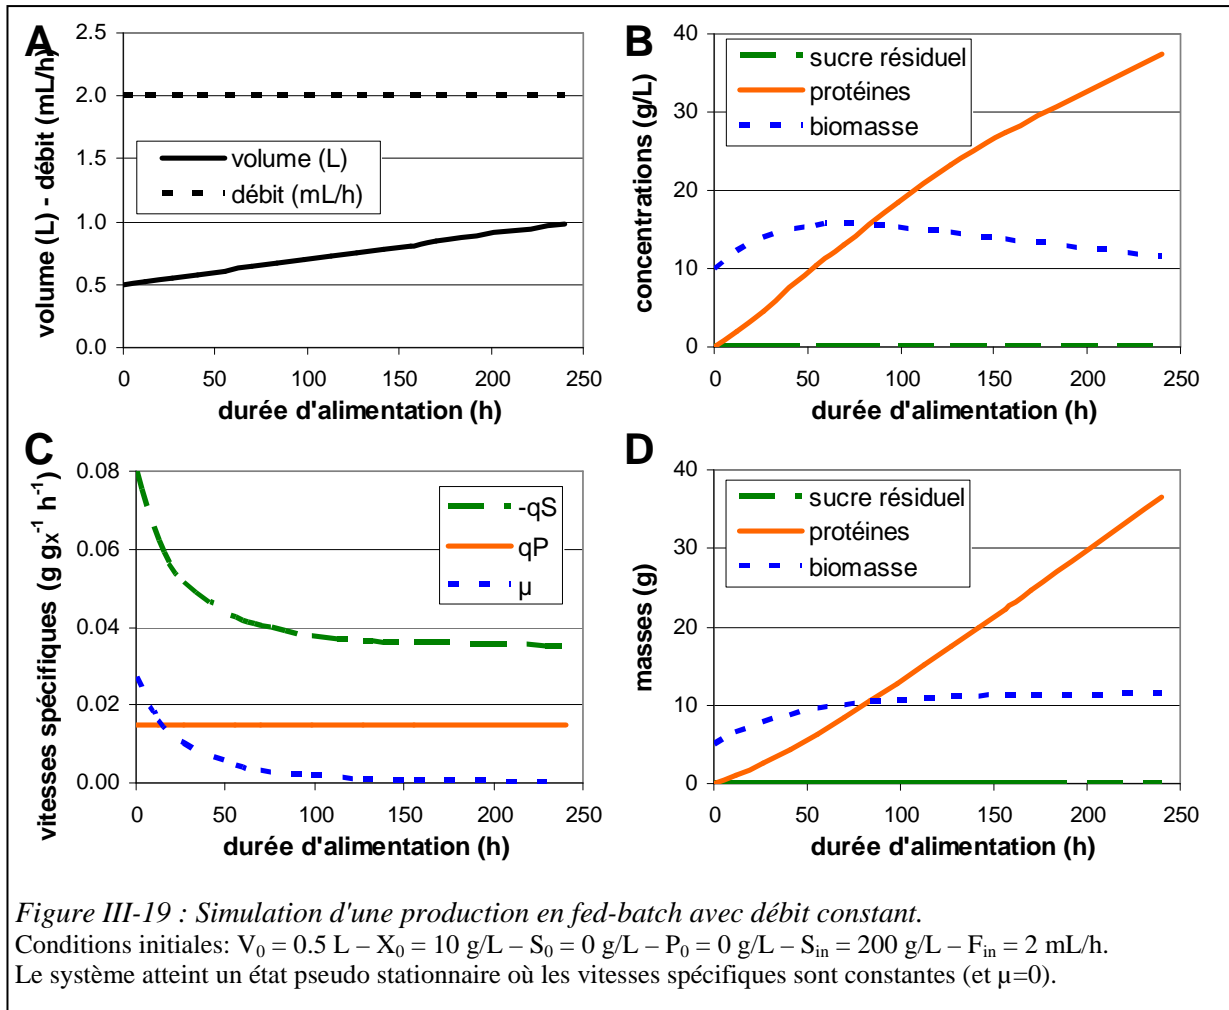 A
volume (L) - débit (mL/h)
2.5
2.0
1.5
1.0
0.5
0.0
volume (L)
débit (mL/h)
0 50 100 150 200 250
durée d'alimentation (h)
B
concentrations (g/L)
40
30
20
10
0
sucre résiduel
protéines
biomasse
0 50 100 150 200 250
durée d'alimentation (h)
C
vitesses spécifiques (g gx⁻¹ h⁻¹)
0.08
0.06
0.04
0.02
0.00
-qS
qP
µ
0 50 100 150 200 250
durée d'alimentation (h)
D
masses (g)
40
30
20
10
0
sucre résiduel
protéines
biomasse
0 50 100 150 200 250
durée d'alimentation (h)
Figure III-19 : Simulation d'une production en fed-batch avec débit constant.
Conditions initiales: V₀ = 0.5 L – X₀ = 10 g/L – S₀ = 0 g/L – P₀ = 0 g/L – Sᵢₙ = 200 g/L – Fᵢₙ = 2 mL/h.
Le système atteint un état pseudo stationnaire où les vitesses spécifiques sont constantes (et µ=0).